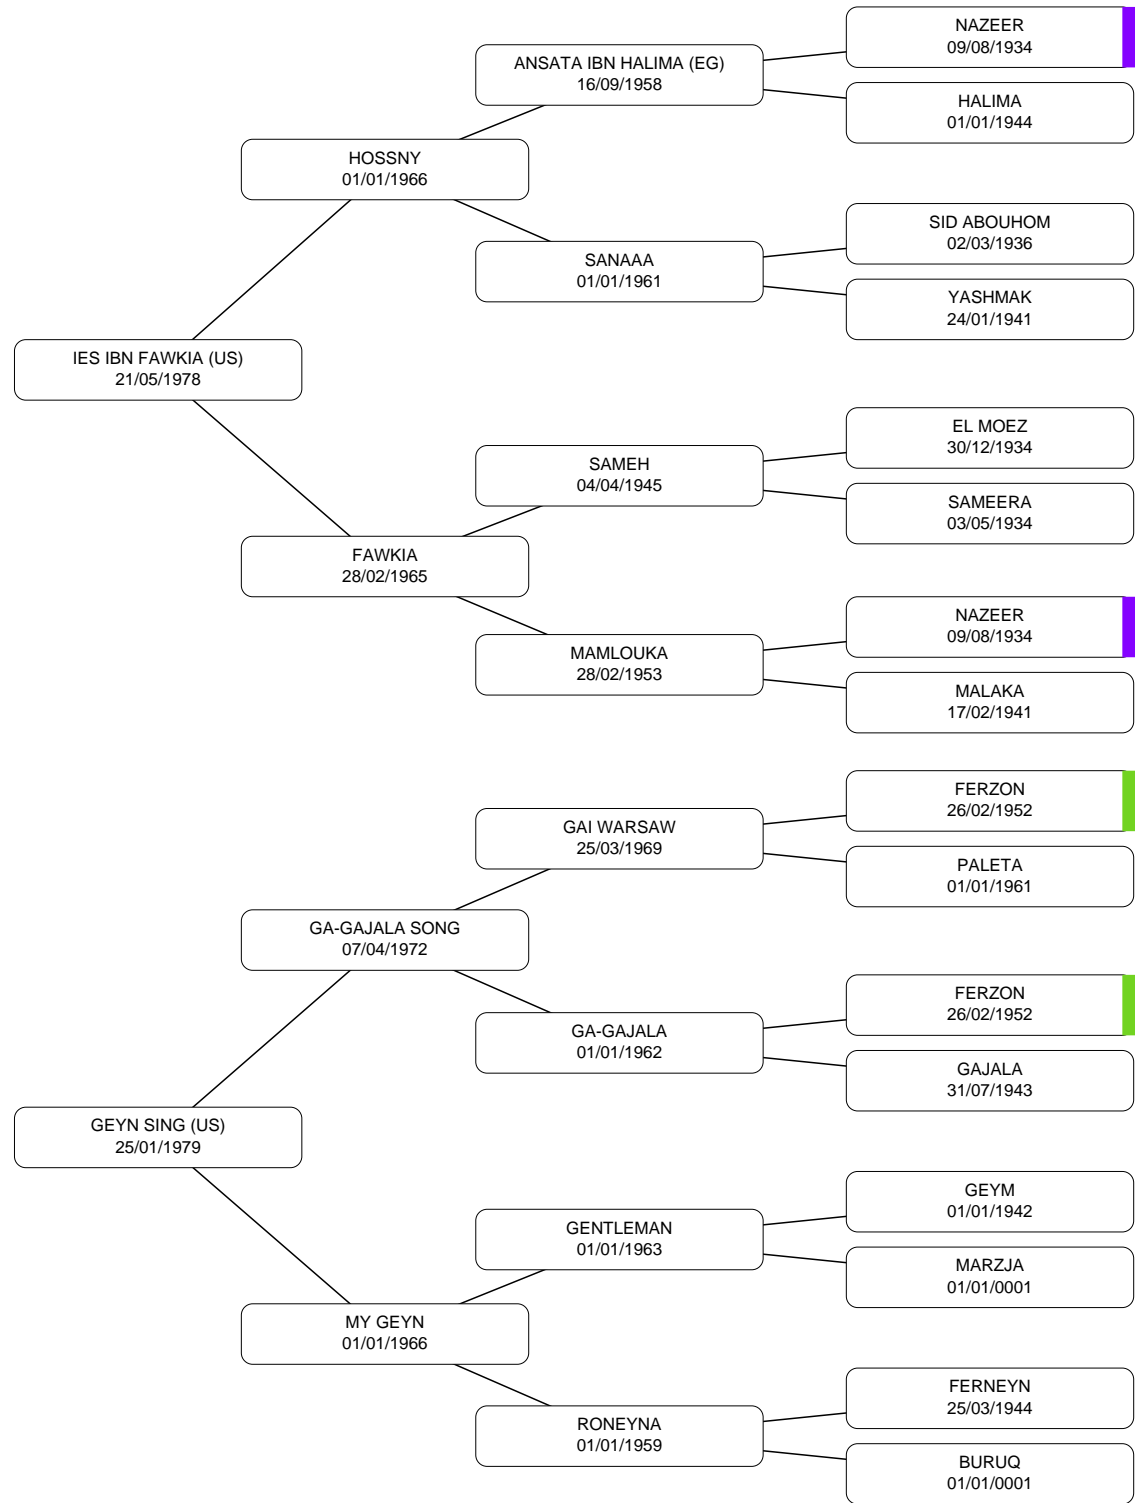 NAZEER
09/08/1934
ANSATA IBN HALIMA (EG)
16/09/1958
HALIMA
01/01/1944
HOSSNY
01/01/1966
SID ABOUHOM
02/03/1936
SANAAA
01/01/1961
YASHMAK
24/01/1941
IES IBN FAWKIA (US)
21/05/1978
EL MOEZ
30/12/1934
SAMEH
04/04/1945
SAMEERA
03/05/1934
FAWKIA
28/02/1965
NAZEER
09/08/1934
MAMLOUKA
28/02/1953
MALAKA
17/02/1941
FERZON
26/02/1952
GAI WARSAW
25/03/1969
PALETA
01/01/1961
GA-GAJALA SONG
07/04/1972
FERZON
26/02/1952
GA-GAJALA
01/01/1962
GAJALA
31/07/1943
GEYN SING (US)
25/01/1979
GEYM
01/01/1942
GENTLEMAN
01/01/1963
MARZJA
01/01/0001
MY GEYN
01/01/1966
FERNEYN
25/03/1944
RONEYNA
01/01/1959
BURUQ
01/01/0001